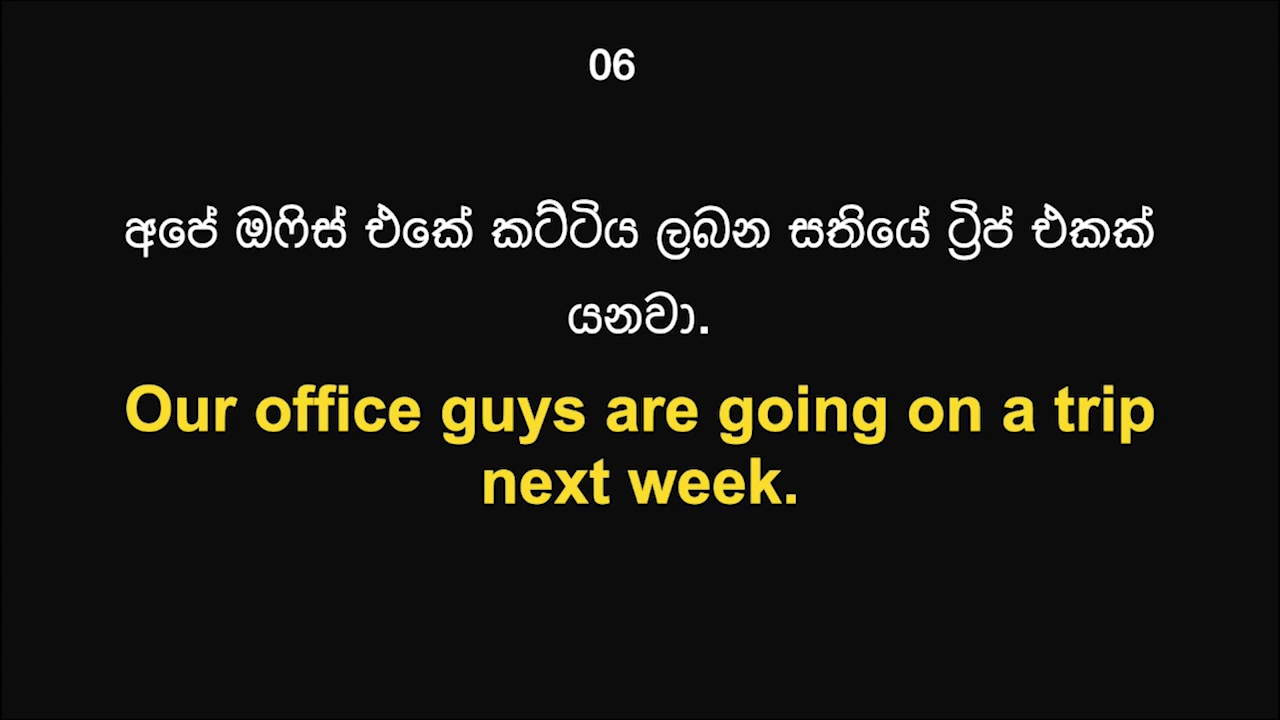 06
අපේ ඔෆිස් එකේ කට්ටිය ලබන සතියේ ට්‍රිප් එකක්
යනවා.
Our office guys are going on a trip
next week.